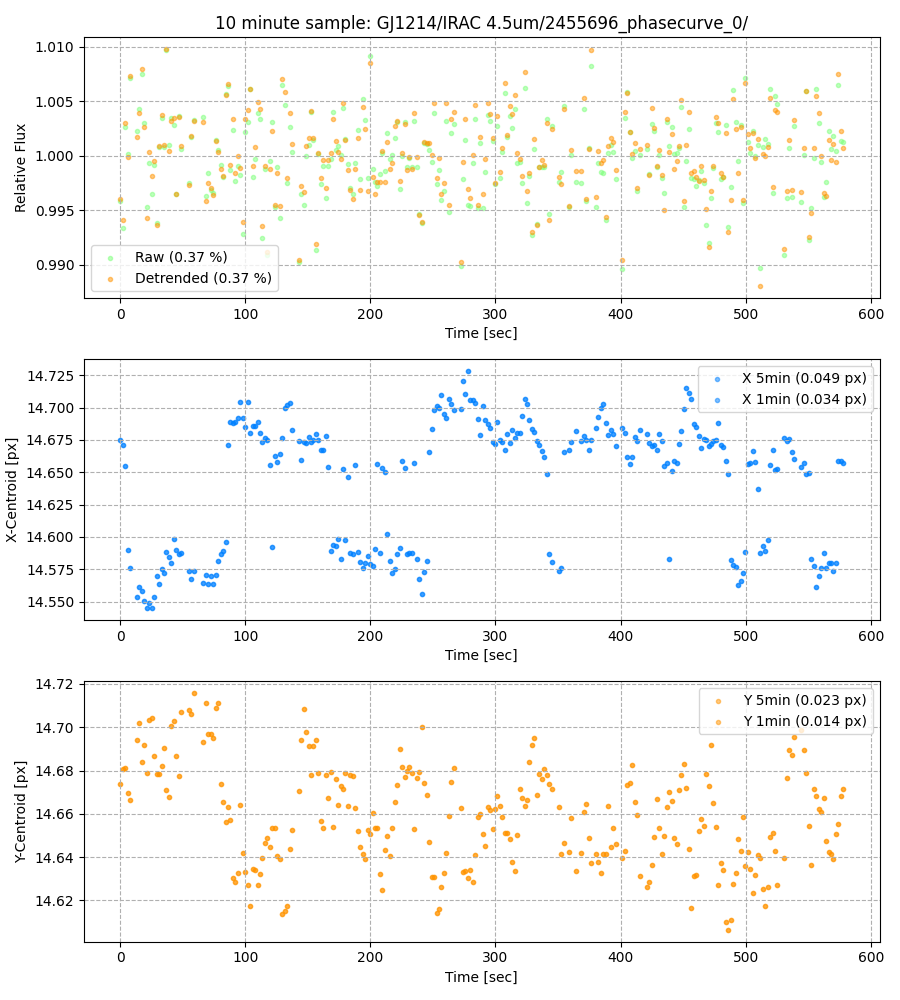 10 minute sample: GJ1214/IRAC 4.5um/2455696_phasecurve_0/
1.010
1.005
1.000
0.995
0.990
Relative Flux
Raw (0.37 %)
Detrended (0.37 %)
0 100 200 300 400 500 600
Time [sec]
14.725
14.700
14.675
14.650
14.625
14.600
14.575
14.550
X-Centroid [px]
X 5min (0.049 px)
X 1min (0.034 px)
0 100 200 300 400 500 600
Time [sec]
14.72
14.70
14.68
14.66
14.64
14.62
Y-Centroid [px]
Y 5min (0.023 px)
Y 1min (0.014 px)
0 100 200 300 400 500 600
Time [sec]